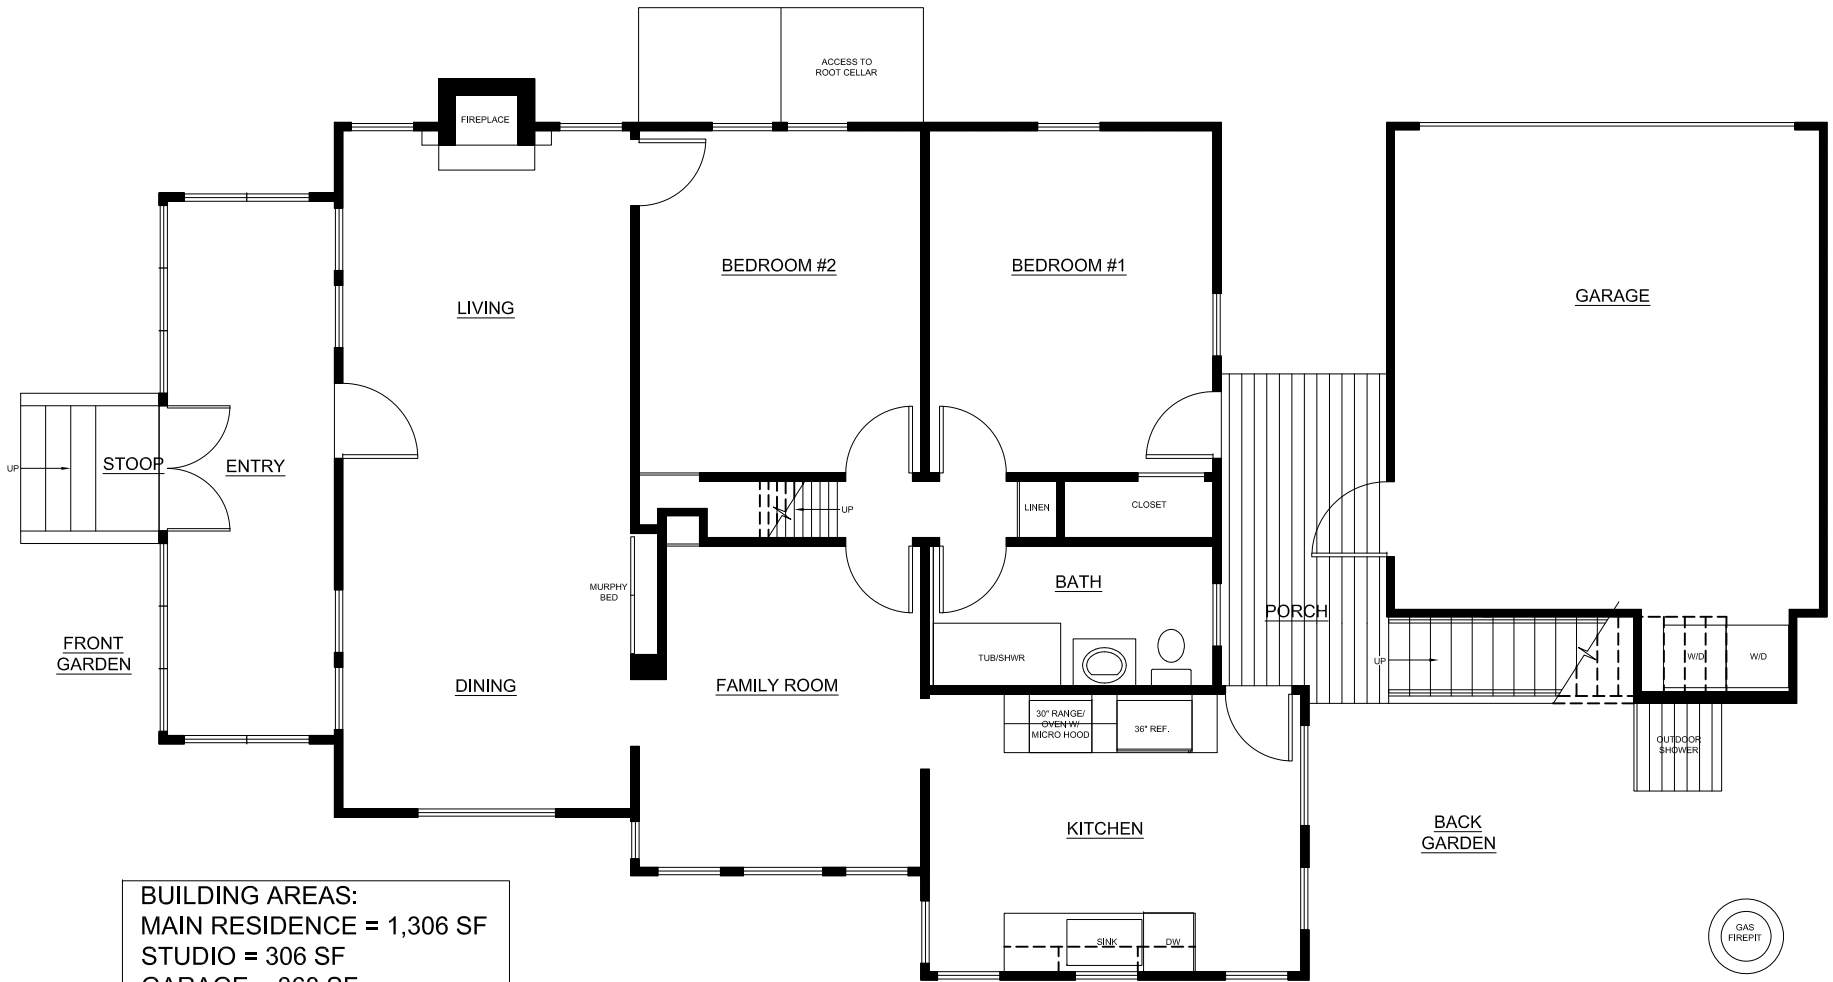 ACCESS TO
ROOT CELLAR
FIREPLACE
BEDROOM #2
BEDROOM #1
GARAGE
LIVING
UP
STOOP
ENTRY
UP
LINEN
CLOSET
MURPHY
BED
BATH
PORCH
FRONT
GARDEN
TUB/SHWR
UP
W/D
W/D
DINING
FAMILY ROOM
30" RANGE/
OVEN W/
MICRO HOOD
36" REF.
OUTDOOR
SHOWER
KITCHEN
BACK
GARDEN
BUILDING AREAS:
MAIN RESIDENCE = 1,306 SF
STUDIO = 306 SF
SINK
DW
GAS
FIREPIT